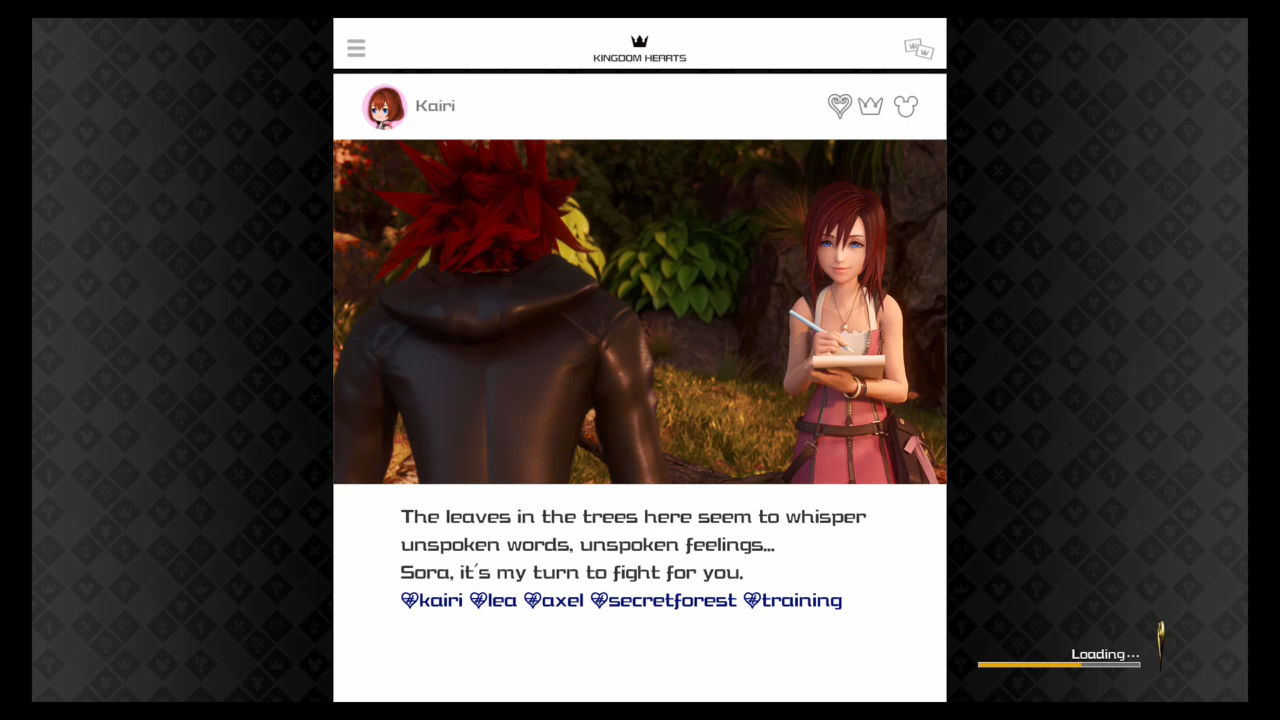 KINGDOM HEARTS
Kairi
The leaves in the trees here seem to whisper
unspoken words, unspoken feelings...
Sora, it's my turn to fight for you.
#kairi #lea #axel #secretforest #training
Loading...